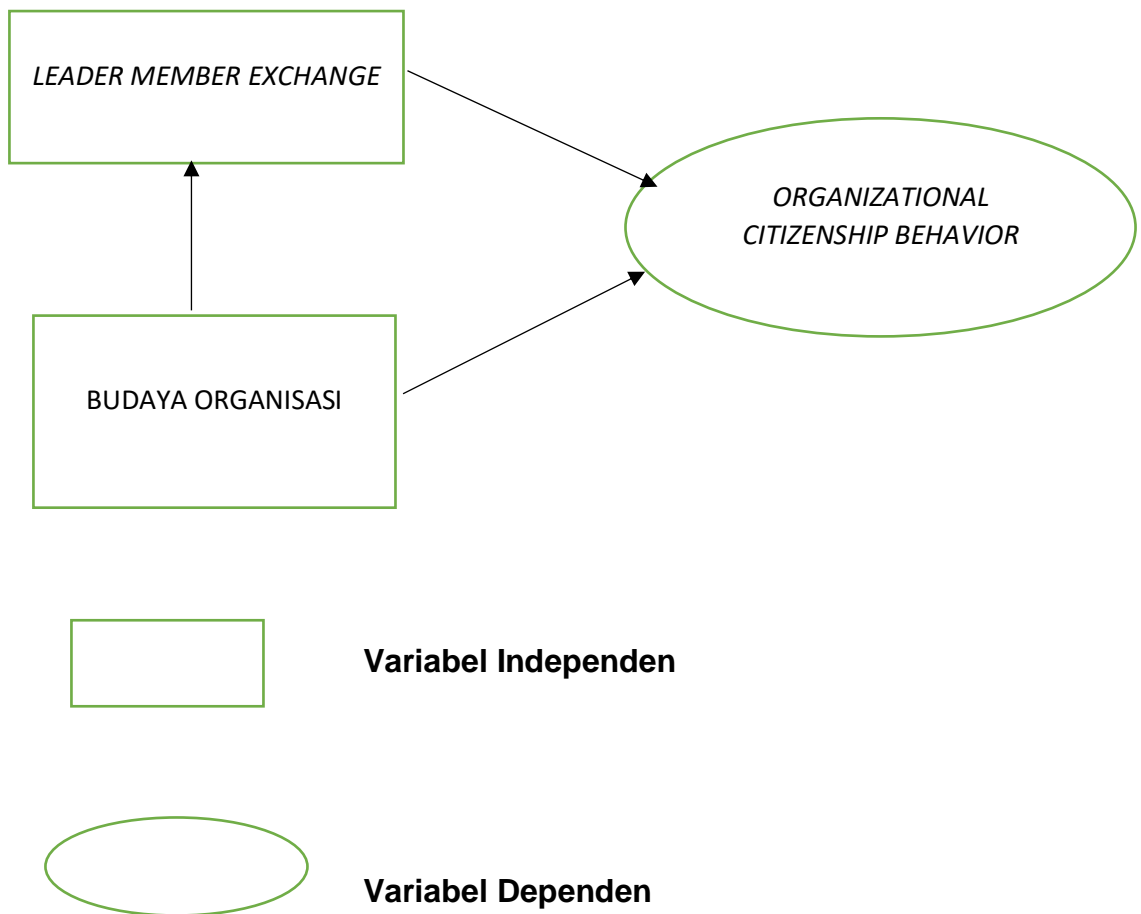 LEADER MEMBER EXCHANGE
ORGANIZATIONAL
CITIZENSHIP BEHAVIOR
BUDAYA ORGANISASI
Variabel Independen
Variabel Dependen